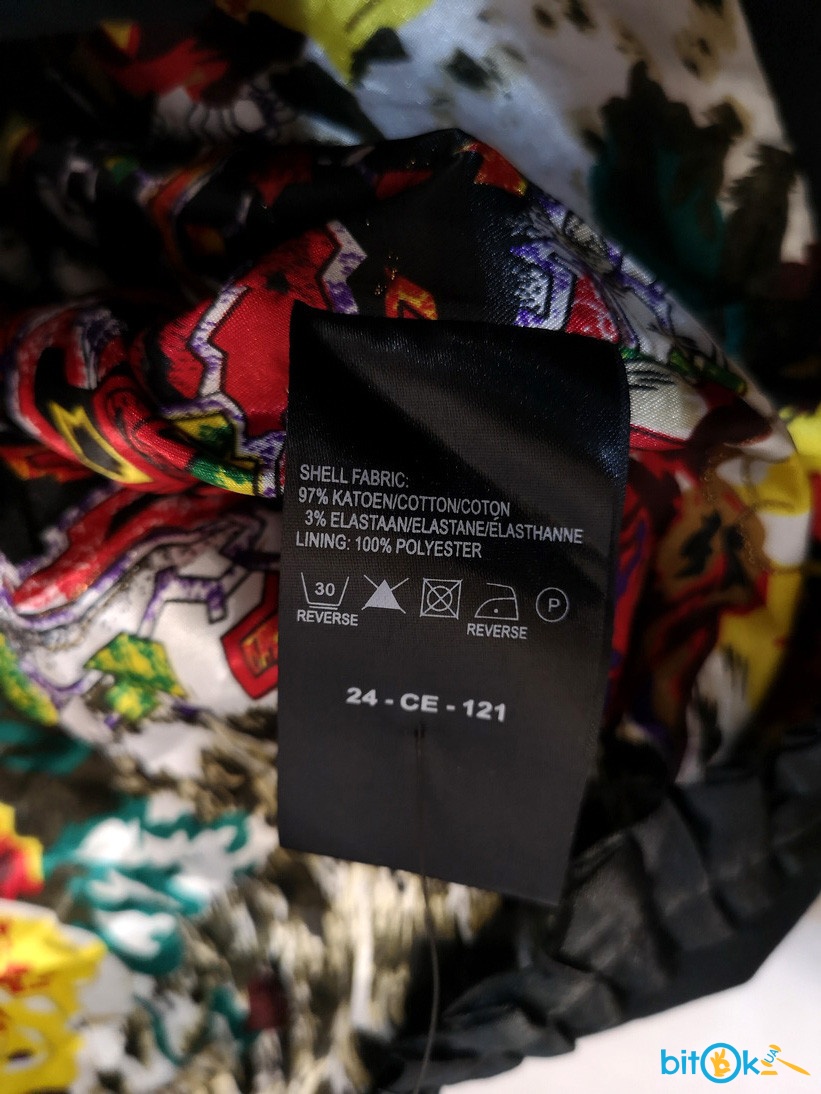 SHELL FABRIC:
97% KATOEN/COTTON/COTON
3% ELASTAAN/ELASTANE/ÉLASTHANNE
LINING: 100% POLYESTER
30
P
REVERSE
REVERSE
24 - CE - 121
bitOk
UA